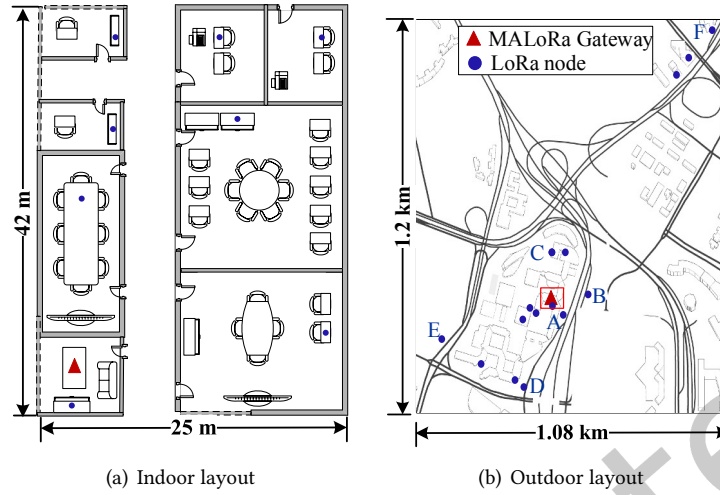 42 m
25 m
(a) Indoor layout
MALoRa Gateway
LoRa node
F
C
B
A
E
D
1.2 km
1.08 km
(b) Outdoor layout